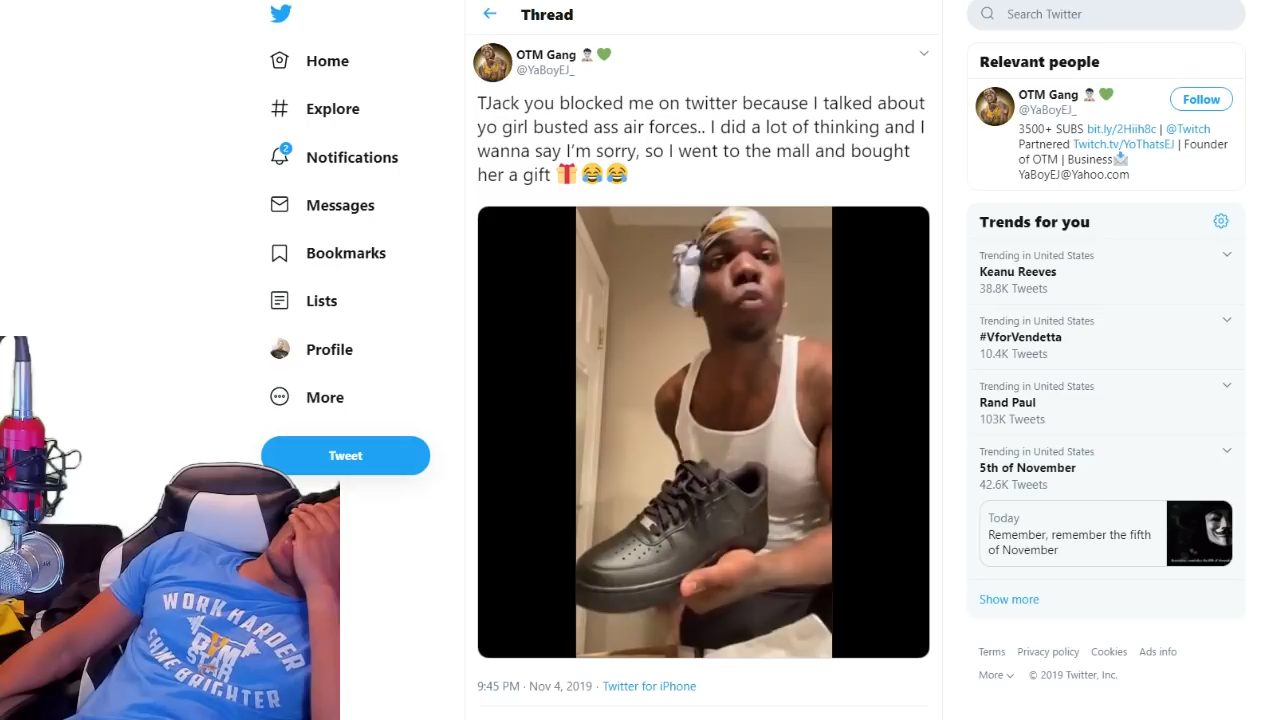 Home
Explore
2
Notifications
Messages
Bookmarks
Lists
Profile
More
Tweet
WORK HARDER
GYM
STAR
SHINE BRIGHTER
Thread
OTM Gang
@YaBoyEJ_
TJack you blocked me on twitter because I talked about
yo girl busted ass air forces.. I did a lot of thinking and I
wanna say I'm sorry, so I went to the mall and bought
her a gift 🎁😂😂
9:45 PM · Nov 4, 2019 · Twitter for iPhone
Search Twitter
Relevant people
OTM Gang
@YaBoyEJ_
Follow
3500+ SUBS bit.ly/2Hiih8c | @Twitch
Partnered Twitch.tv/YoThatsEJ | Founder
of OTM | Business📩
YaBoyEJ@Yahoo.com
Trends for you
Trending in United States
Keanu Reeves
38.8K Tweets
Trending in United States
#VforVendetta
10.4K Tweets
Trending in United States
Rand Paul
103K Tweets
Trending in United States
5th of November
42.6K Tweets
Today
Remember, remember the fifth
of November
Show more
Terms Privacy policy Cookies Ads info
More © 2019 Twitter, Inc.